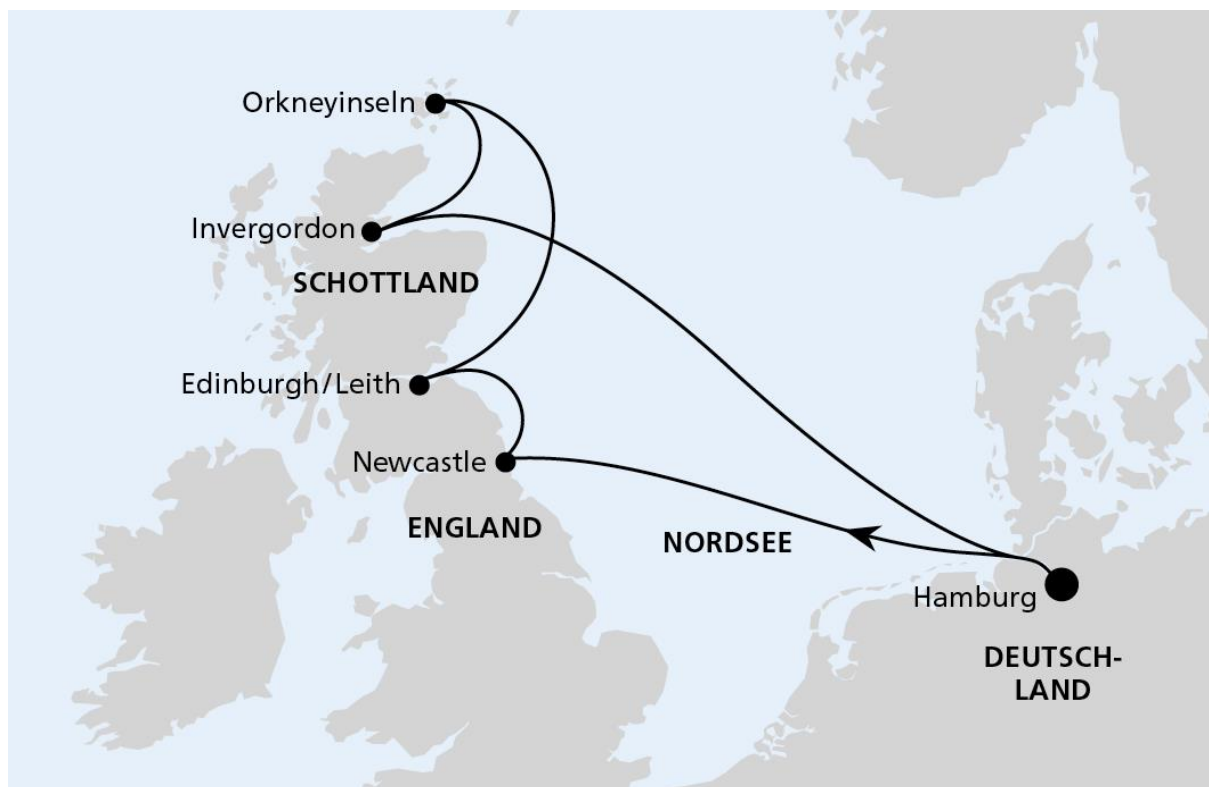 Orkneyinseln
Invergordon
SCHOTTLAND
Edinburgh/Leith
Newcastle
ENGLAND
NORDSEE
Hamburg
DEUTSCH-
LAND